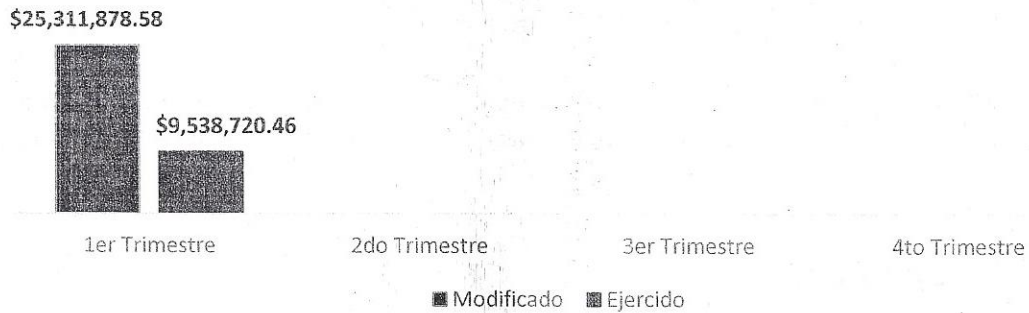 $25,311,878.58
$9,538,720.46
1er Trimestre 2do Trimestre 3er Trimestre 4to Trimestre
Modificado Ejercido